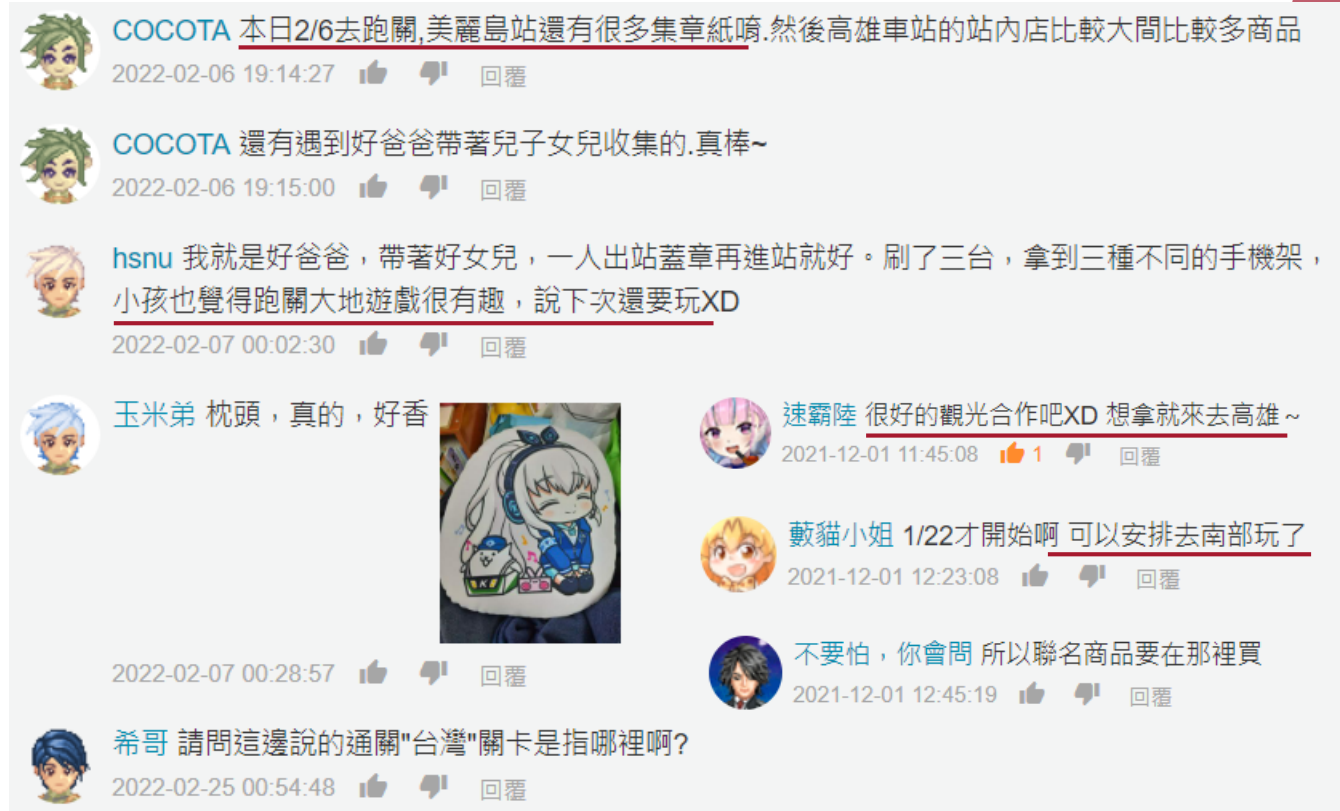 COCOTA 本日2/6去跑關,美麗島站還有很多集章紙唷.然後高雄車站的站內店比較大間比較多商品
2022-02-06 19:14:27 回覆
COCOTA 還有遇到好爸爸帶著兒子女兒收集的.真棒~
2022-02-06 19:15:00 回覆
hsnu 我就是好爸爸，帶著好女兒，一人出站蓋章再進站就好。刷了三台，拿到三種不同的手機架，
小孩也覺得跑關大地遊戲很有趣，說下次還要玩XD
2022-02-07 00:02:30 回覆
玉米弟 枕頭，真的，好香
K
2022-02-07 00:28:57 回覆
速霸陸 很好的觀光合作吧XD 想拿就來去高雄~
2021-12-01 11:45:08 1 回覆
藪貓小姐 1/22才開始啊 可以安排去南部玩了
2021-12-01 12:23:08 回覆
不要怕，你會問 所以聯名商品要在那裡買
2021-12-01 12:45:19 回覆
希哥 請問這邊說的通關"台灣"關卡是指哪裡啊?
2022-02-25 00:54:48 回覆